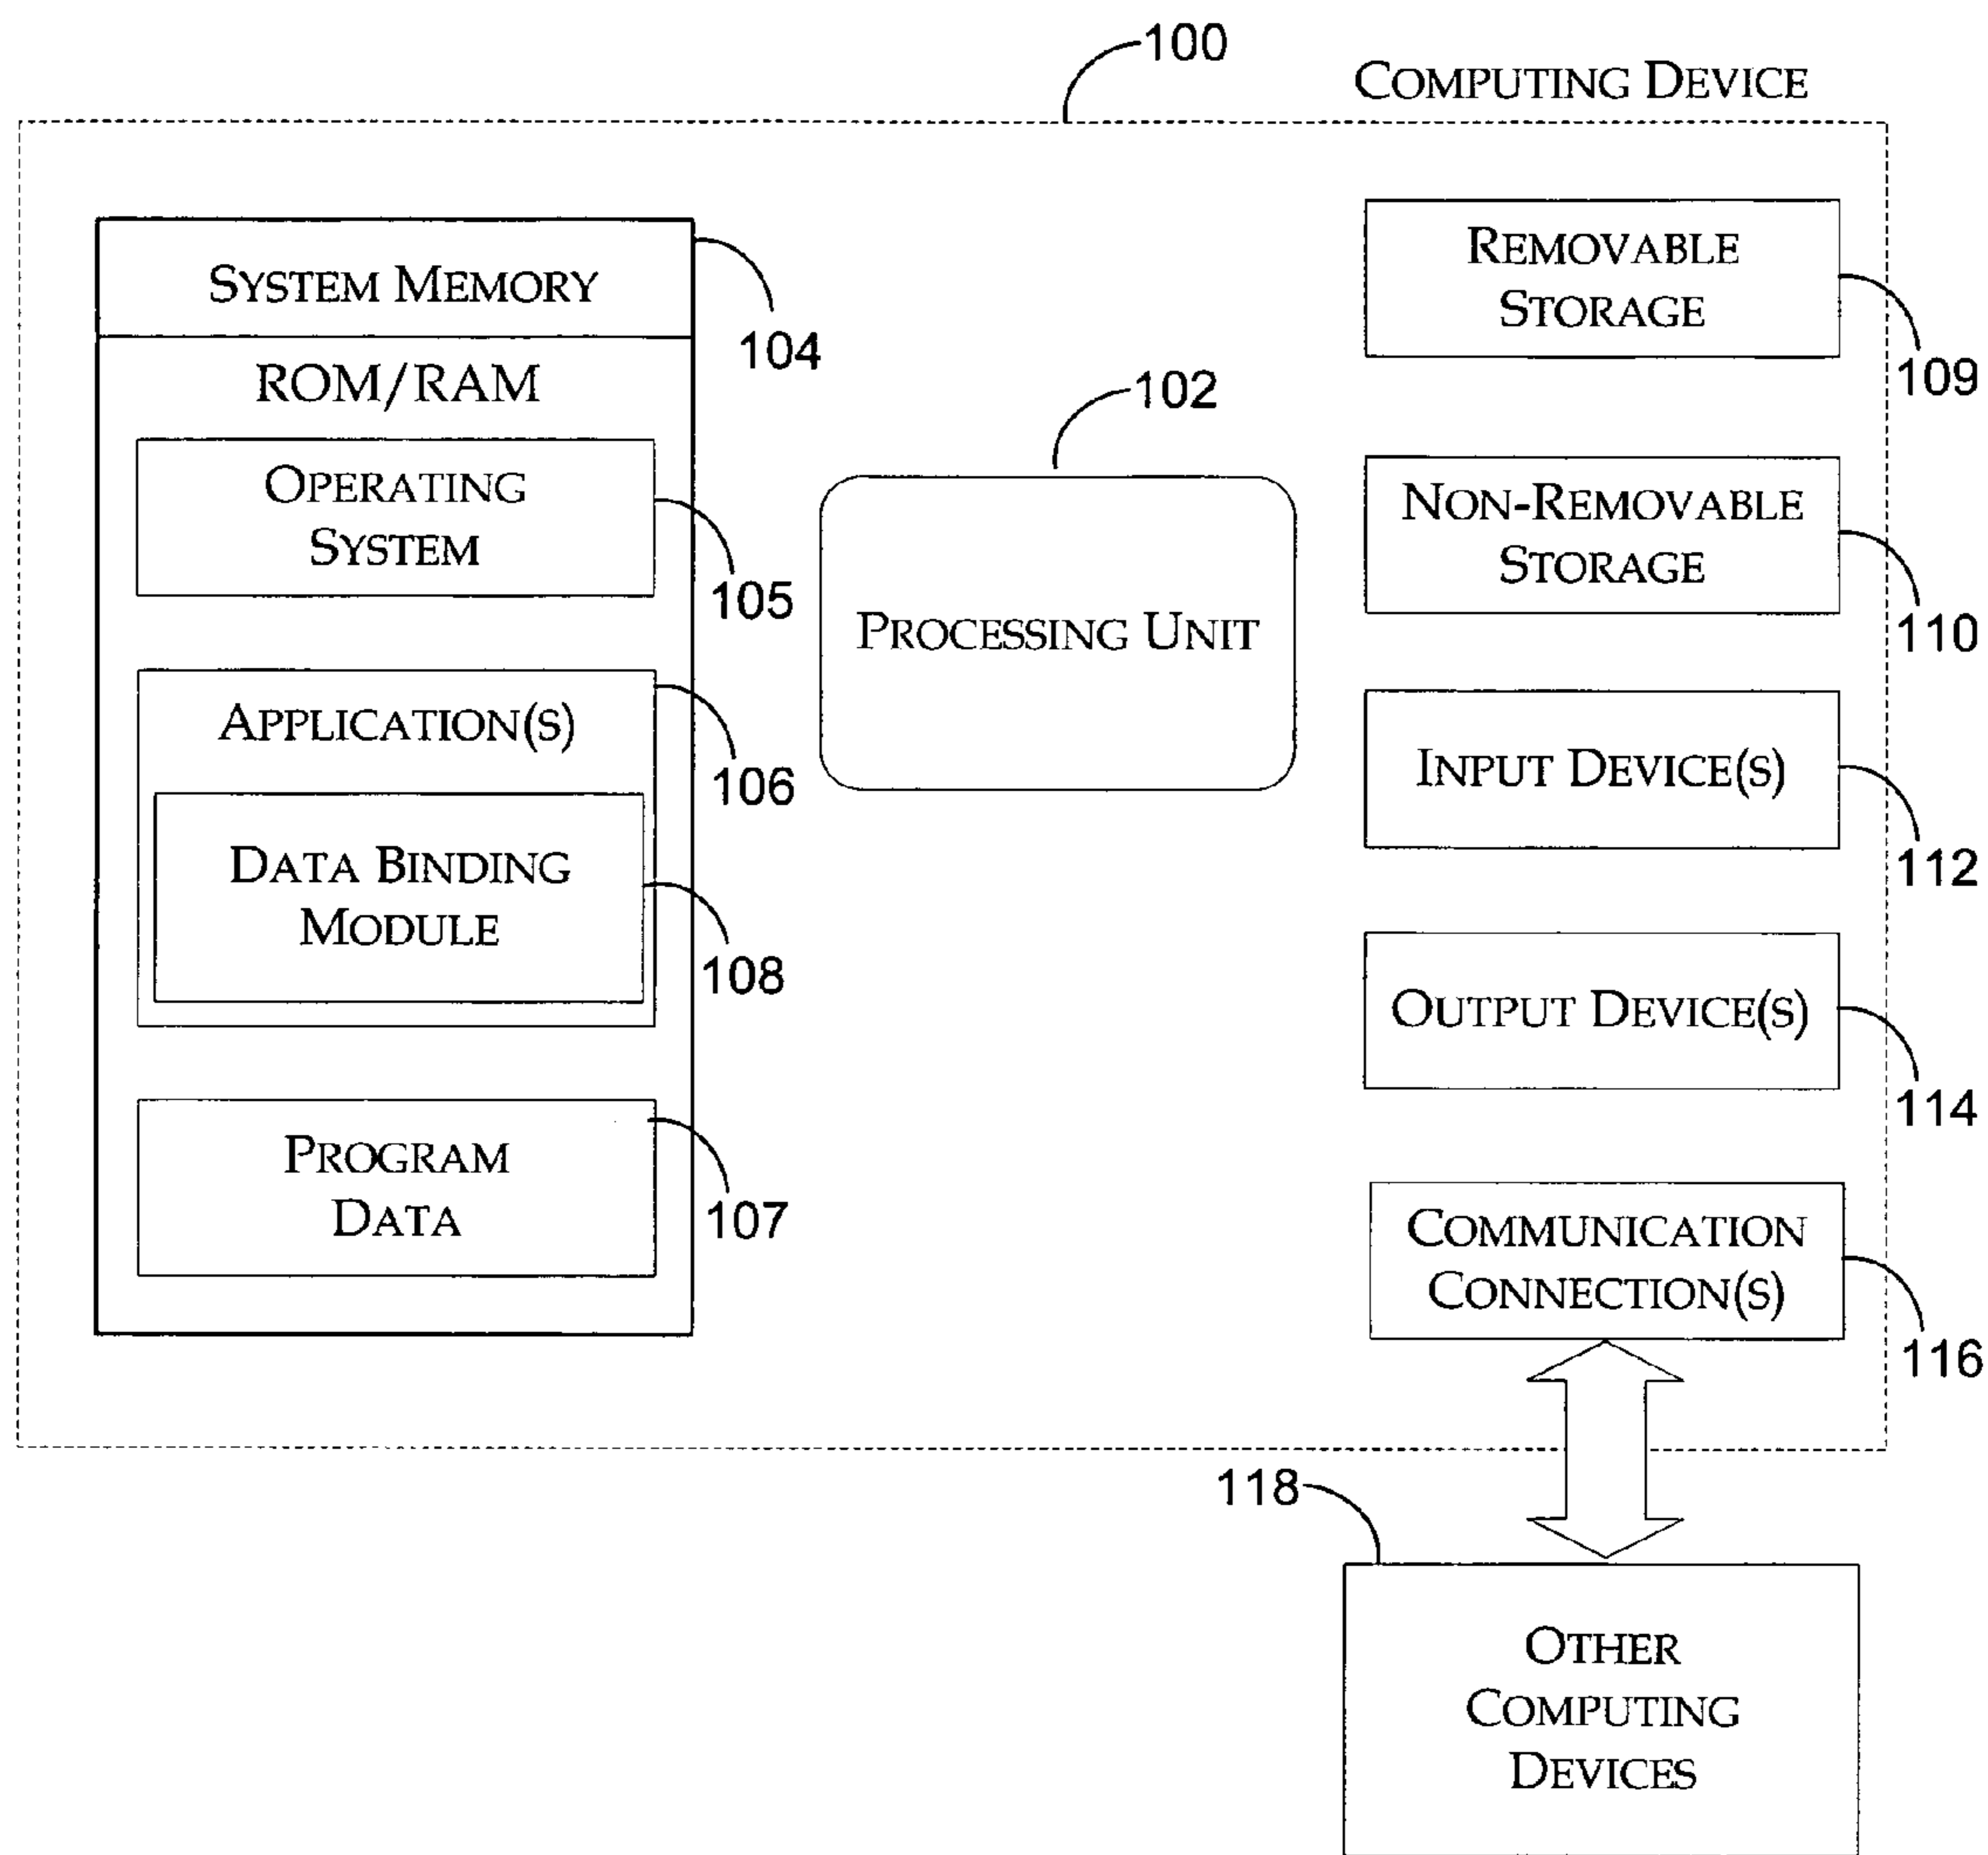 100
COMPUTING DEVICE
SYSTEM MEMORY
104
ROM/RAM
OPERATING
SYSTEM
105
APPLICATION(S)
106
DATA BINDING
MODULE
108
PROGRAM
DATA
107
102
PROCESSING UNIT
REMOVABLE
STORAGE
109
NON-REMOVABLE
STORAGE
110
INPUT DEVICE(S)
112
OUTPUT DEVICE(S)
114
COMMUNICATION
CONNECTION(S)
116
118
OTHER
COMPUTING
DEVICES